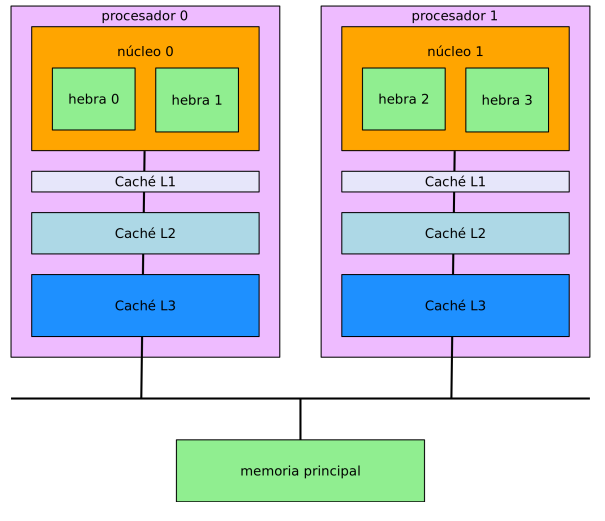 procesador 0
núcleo 0
hebra 0
hebra 1
Caché L1
Caché L2
Caché L3
procesador 1
núcleo 1
hebra 2
hebra 3
Caché L1
Caché L2
Caché L3
memoria principal